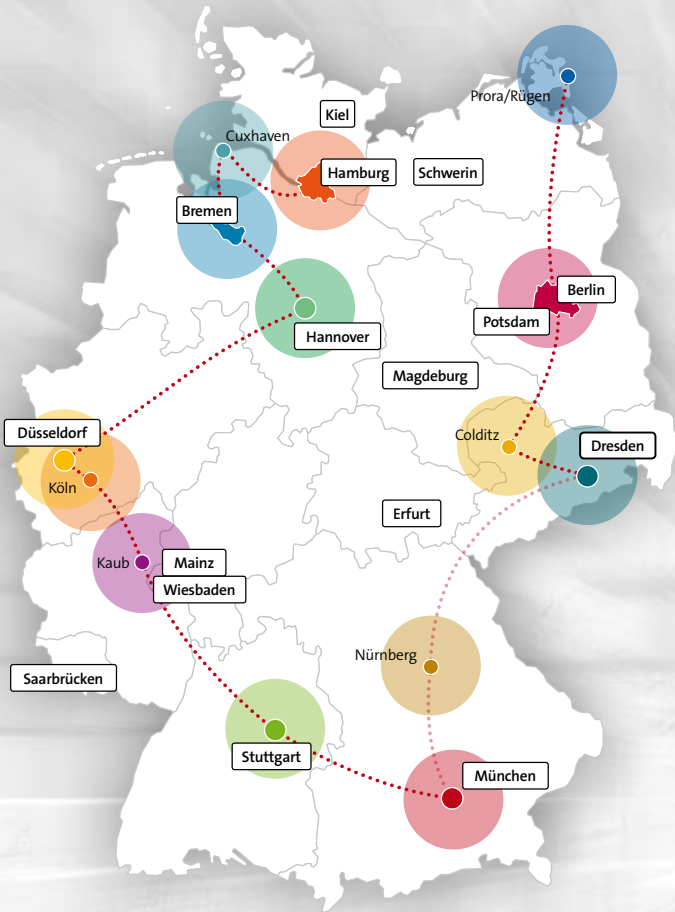 Prora/Rügen
Kiel
Cuxhaven
Hamburg
Schwerin
Bremen
Berlin
Potsdam
Hannover
Magdeburg
Düsseldorf
Colditz
Dresden
Köln
Erfurt
Kaub
Mainz
Wiesbaden
Nürnberg
Saarbrücken
Stuttgart
München